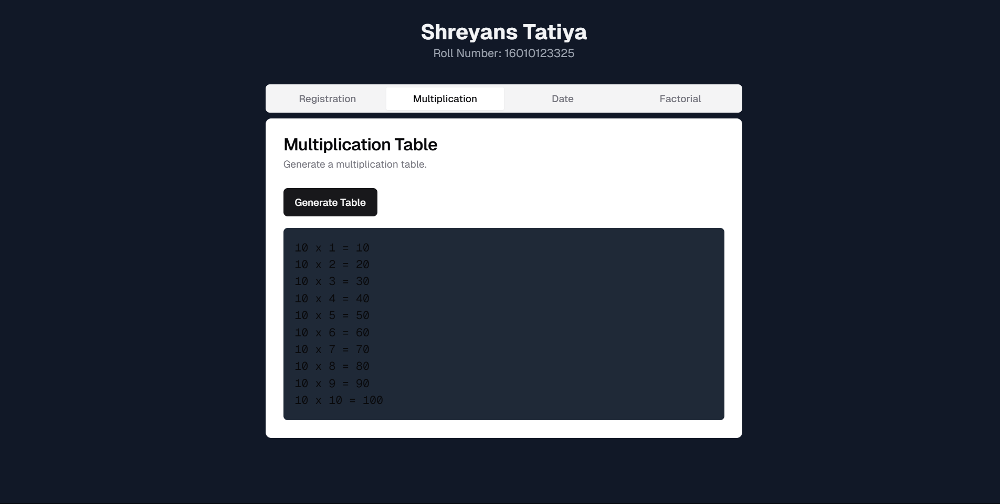 Shreyans Tatiya
Roll Number: 16010123325
Registration Multiplication Date Factorial
Multiplication Table
Generate a multiplication table.
Generate Table
10 x 1 = 10
10 x 2 = 20
10 x 3 = 30
10 x 4 = 40
10 x 5 = 50
10 x 6 = 60
10 x 7 = 70
10 x 8 = 80
10 x 9 = 90
10 x 10 = 100